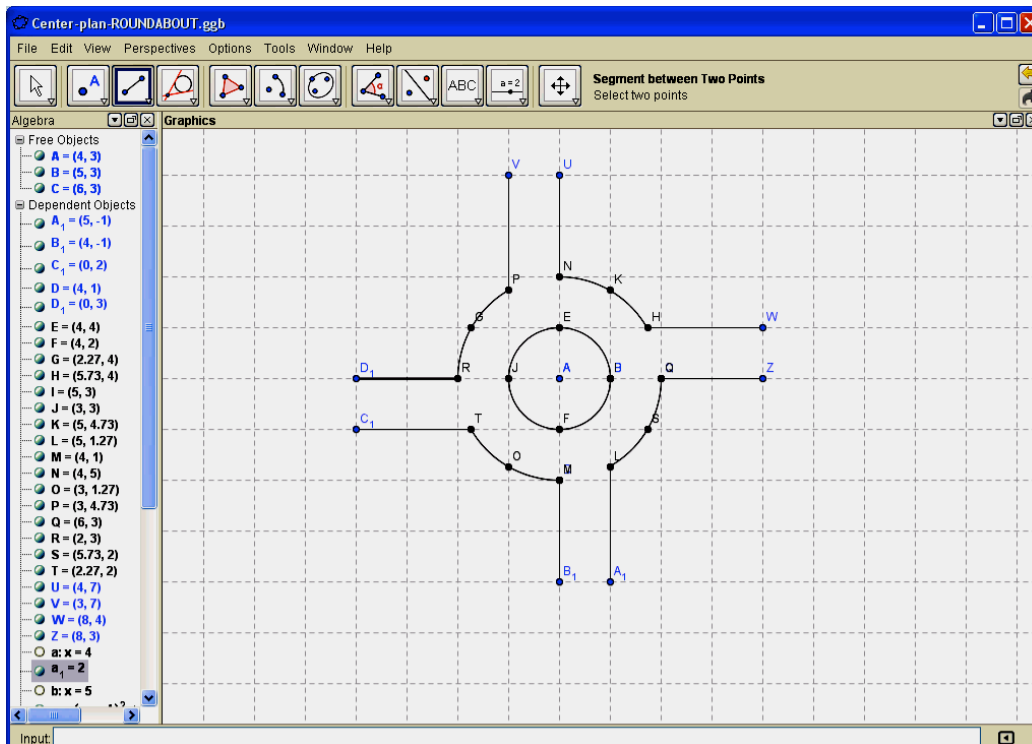 Center-plan-ROUNDABOUT.ggb
File Edit View Perspectives Options Tools Window Help
A ABC a=2 Segment between Two Points
Select two points
Algebra
Graphics
Free Objects
A = (4, 3)
B = (5, 3)
C = (6, 3)
Dependent Objects
A1 = (5, -1)
B1 = (4, -1)
C1 = (0, 2)
D = (4, 1)
D1 = (0, 3)
E = (4, 4)
F = (4, 2)
G = (2.27, 4)
H = (5.73, 4)
I = (5, 3)
J = (3, 3)
K = (5, 4.73)
L = (5, 1.27)
M = (4, 1)
N = (4, 5)
O = (3, 1.27)
P = (3, 4.73)
Q = (6, 3)
R = (2, 3)
S = (5.73, 2)
T = (2.27, 2)
U = (4, 7)
V = (3, 7)
W = (8, 4)
Z = (8, 3)
a: x = 4
a1 = 2
b: x = 5
V U
N
P K
G E H W
D1 R J A B Q Z
C1 T F S
O M L
B1 A1
Input: